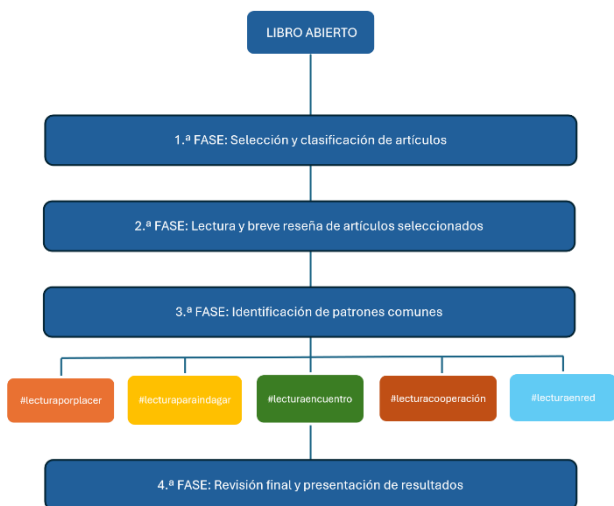 LIBRO ABIERTO
1.ª FASE: Selección y clasificación de artículos
2.ª FASE: Lectura y breve reseña de artículos seleccionados
3.ª FASE: Identificación de patrones comunes
#lecturaporplacer
#lecturaparaindagar
#lecturaencuentro
#lecturacooperación
#lecturaenred
4.ª FASE: Revisión final y presentación de resultados